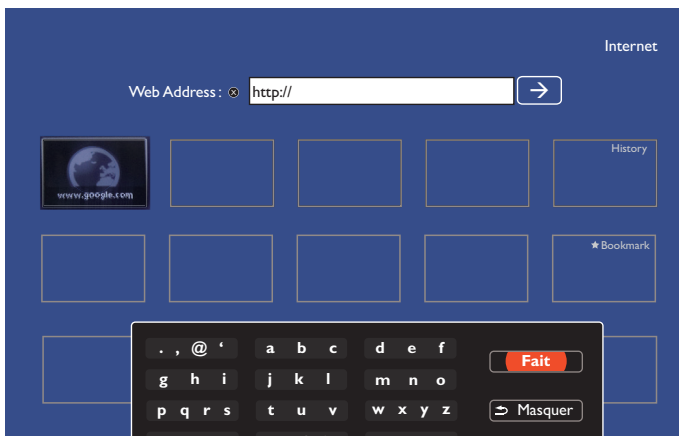 Internet
Web Address : http://
www.google.com
History
★ Bookmark
. , @ ‘ a b c d e f
Fait
g h i j k l m n o
p q r s t u v w x y z
Masquer